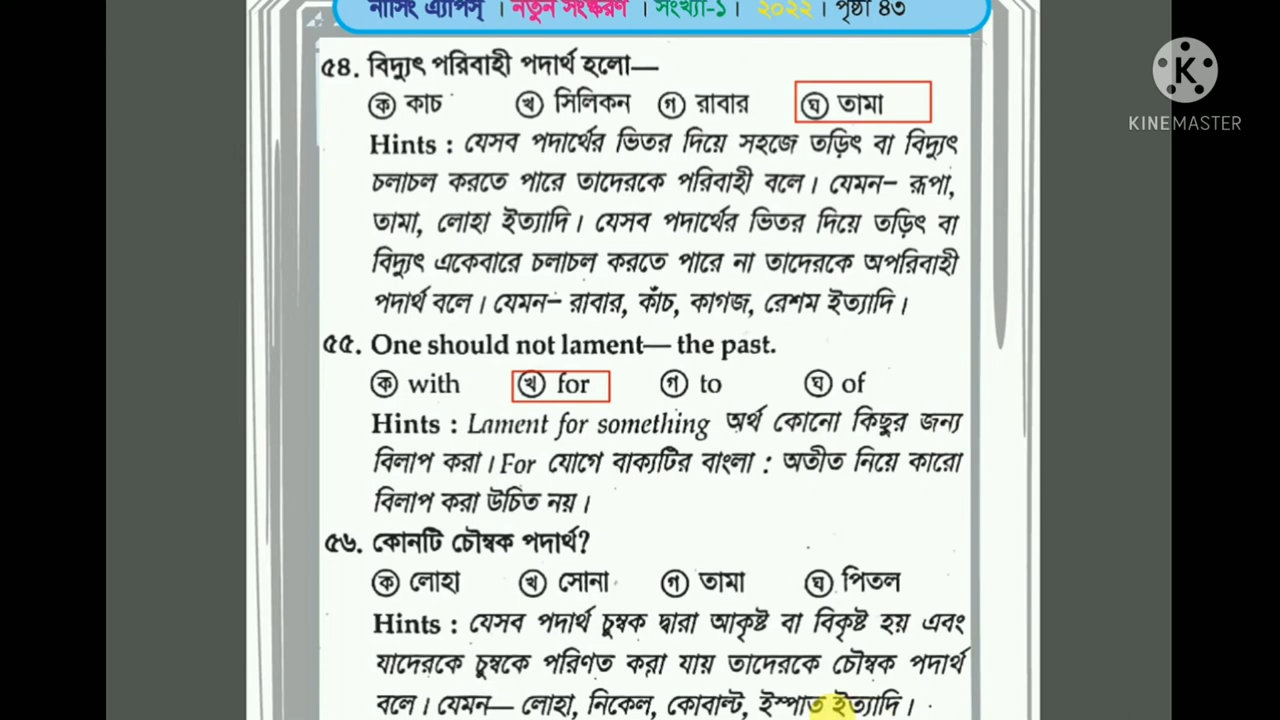 নার্সিং এ্যাপস্ । নতুন সংস্করণ । সংখ্যা-১ । ২০২২ । পৃষ্ঠা ৪৩
K
KINEMASTER
৫৪. বিদ্যুৎ পরিবাহী পদার্থ হলো—
ক কাচ খ সিলিকন গ রাবার ঘ তামা
Hints : যেসব পদার্থের ভিতর দিয়ে সহজে তড়িৎ বা বিদ্যুৎ
চলাচল করতে পারে তাদেরকে পরিবাহী বলে। যেমন– রূপা,
তামা, লোহা ইত্যাদি। যেসব পদার্থের ভিতর দিয়ে তড়িৎ বা
বিদ্যুৎ একেবারে চলাচল করতে পারে না তাদেরকে অপরিবাহী
পদার্থ বলে। যেমন– রাবার, কাঁচ, কাগজ, রেশম ইত্যাদি।
৫৫. One should not lament— the past.
ক with খ for গ to ঘ of
Hints : Lament for something অর্থ কোনো কিছুর জন্য
বিলাপ করা। For যোগে বাক্যটির বাংলা : অতীত নিয়ে কারো
বিলাপ করা উচিত নয়।
৫৬. কোনটি চৌম্বক পদার্থ?
ক লোহা খ সোনা গ তামা ঘ পিতল
Hints : যেসব পদার্থ চুম্বক দ্বারা আকৃষ্ট বা বিকৃষ্ট হয় এবং
যাদেরকে চুম্বকে পরিণত করা যায় তাদেরকে চৌম্বক পদার্থ
বলে। যেমন— লোহা, নিকেল, কোবাল্ট, ইস্পাত ইত্যাদি।